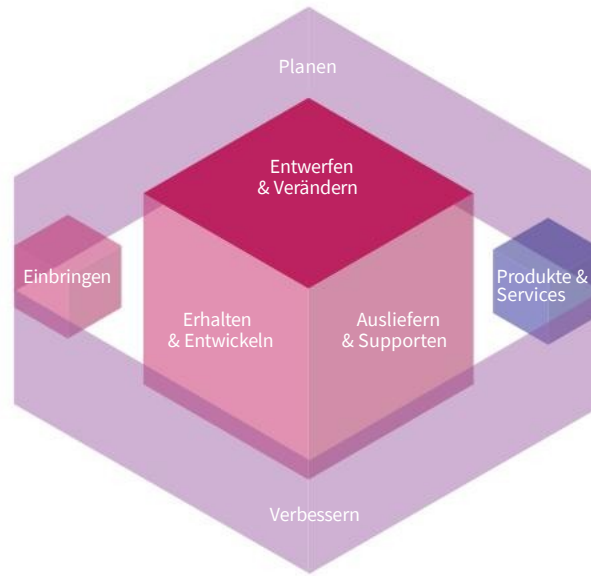 Planen
Entwerfen
& Verändern
Einbringen
Erhalten
& Entwickeln
Ausliefern
& Supporten
Produkte &
Services
Verbessern